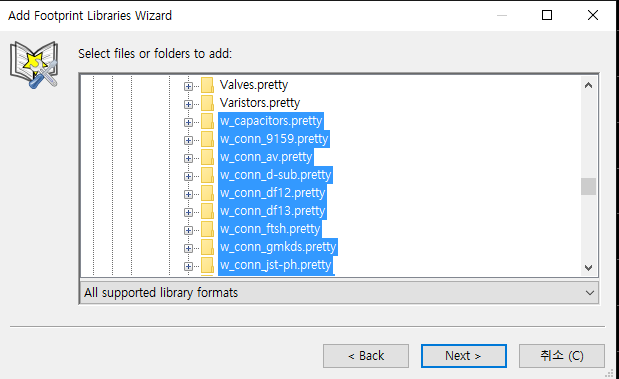 Add Footprint Libraries Wizard
Select files or folders to add:
Valves.pretty
Varistors.pretty
w_capacitors.pretty
w_conn_9159.pretty
w_conn_av.pretty
w_conn_d-sub.pretty
w_conn_df12.pretty
w_conn_df13.pretty
w_conn_ftsh.pretty
w_conn_gmkds.pretty
w_conn_jst-ph.pretty
All supported library formats
< Back
Next >
취소 (C)